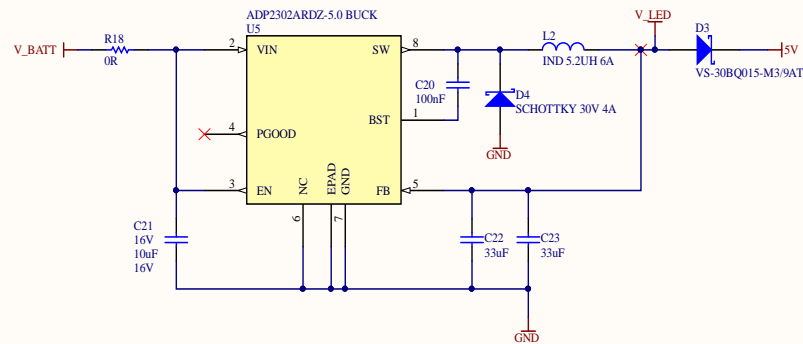 ADP2302ARDZ-5.0 BUCK
U5
V_LED
D3
R18
V_BATT
0R
2
VIN
SW
8
L2
5V
IND 5.2UH 6A
VS-30BQ015-M3/9AT
C20
100nF
D4
SCHOTTKY 30V 4A
BST
1
4
PGOOD
GND
3
EN
NC
EPAD
GND
FB
5
6
7
C21
16V
10uF
16V
C22
33uF
C23
33uF
GND